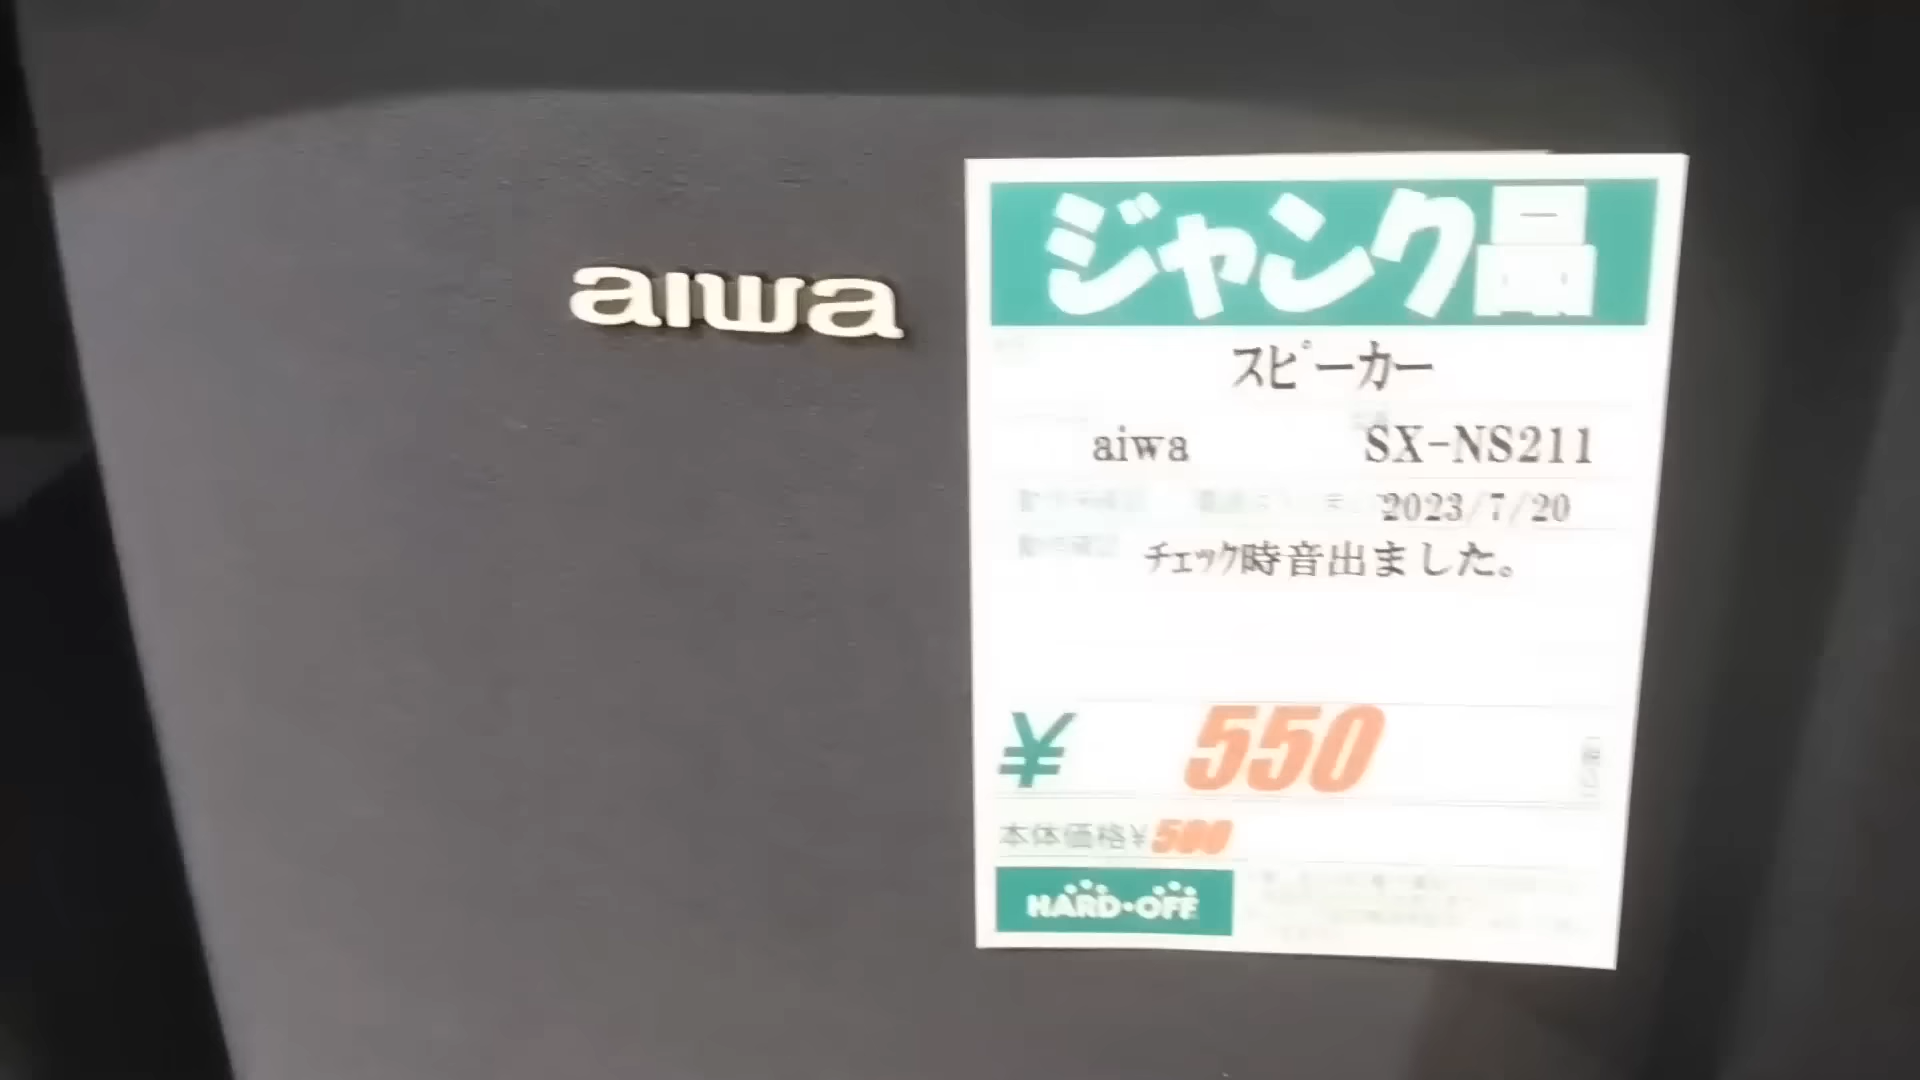 aiwa
ジャンク品
スピーカー
aiwa SX-NS211
2023/7/20
チェック時音出ました。
¥ 550
本体価格¥500
HARD・OFF